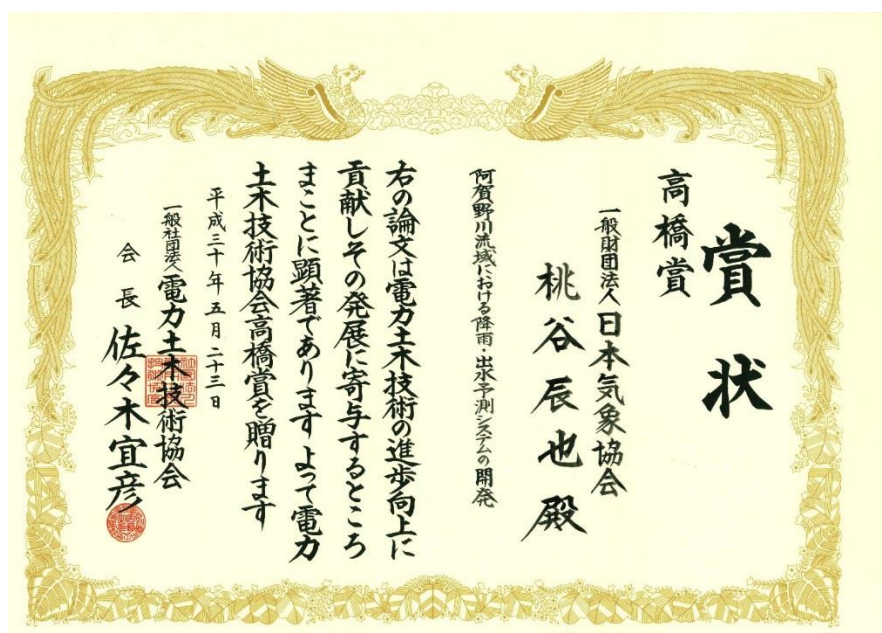 賞状
高橋賞
一般財団法人日本気象協会
桃谷辰也殿
阿賀野川流域における降雨・出水予測システムの開発
右の論文は電力土木技術の進歩向上に
貢献しその発展に寄与するところ
まことに顕著でありますよって電力
土木技術協会高橋賞を贈ります
平成三十年五月二十三日
一般社団法人電力土木技術協会
会長佐々木宜彦